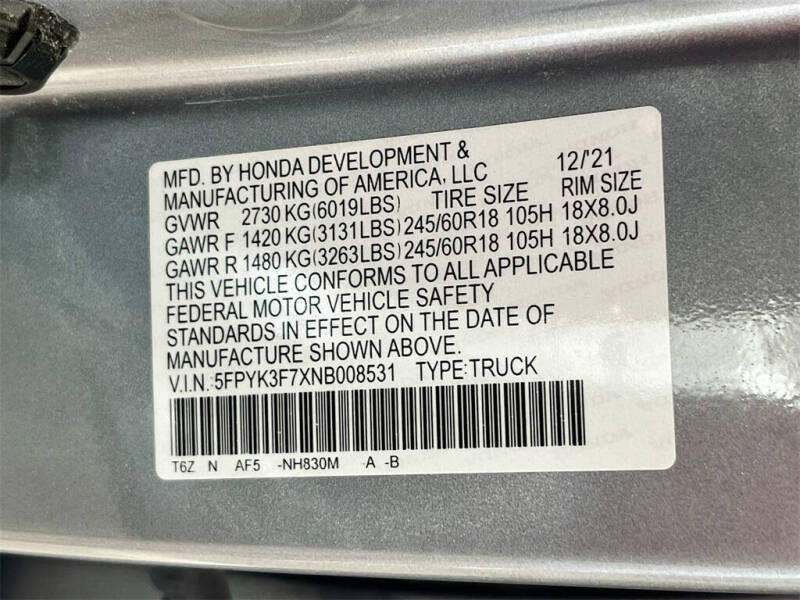 MFD. BY HONDA DEVELOPMENT &
MANUFACTURING OF AMERICA, LLC 12/'21
GVWR 2730 KG(6019LBS) TIRE SIZE RIM SIZE
GAWR F 1420 KG(3131LBS) 245/60R18 105H 18X8.0J
GAWR R 1480 KG(3263LBS) 245/60R18 105H 18X8.0J
THIS VEHICLE CONFORMS TO ALL APPLICABLE
FEDERAL MOTOR VEHICLE SAFETY
STANDARDS IN EFFECT ON THE DATE OF
MANUFACTURE SHOWN ABOVE.
V.I.N.:5FPYK3F7XNB008531 TYPE:TRUCK
T6Z N AF5 -NH830M A -B